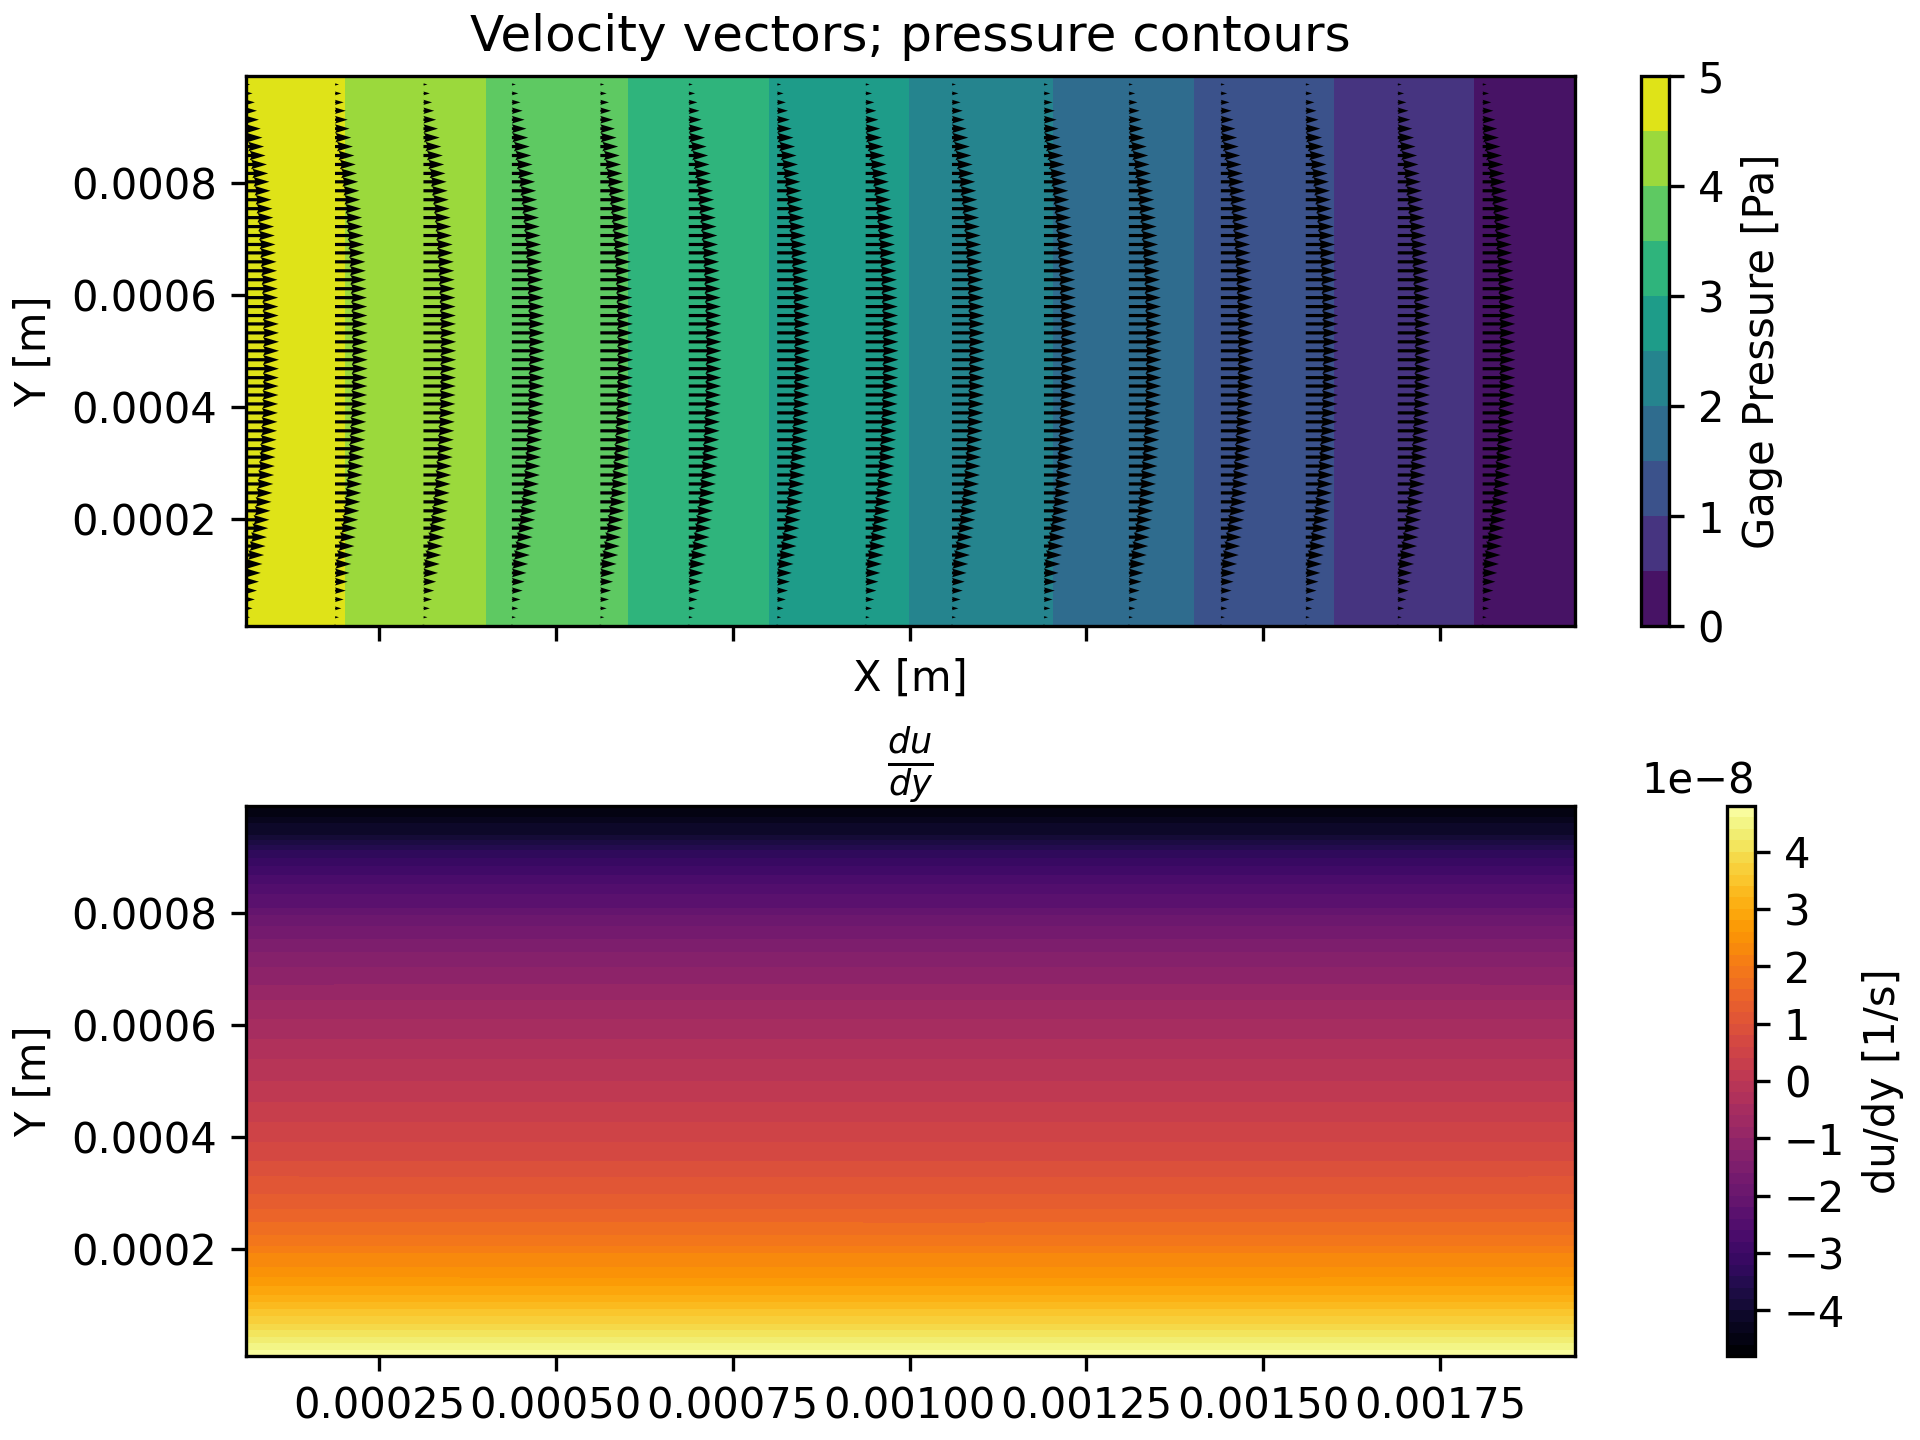 Velocity vectors; pressure contours
Y [m]
0.0008
0.0006
0.0004
0.0002
X [m]
5
4
3
2
1
0
Gage Pressure [Pa]
du
dy
Y [m]
0.0008
0.0006
0.0004
0.0002
0.00025 0.00050 0.00075 0.00100 0.00125 0.00150 0.00175
1e−8
4
3
2
1
0
−1
−2
−3
−4
du/dy [1/s]